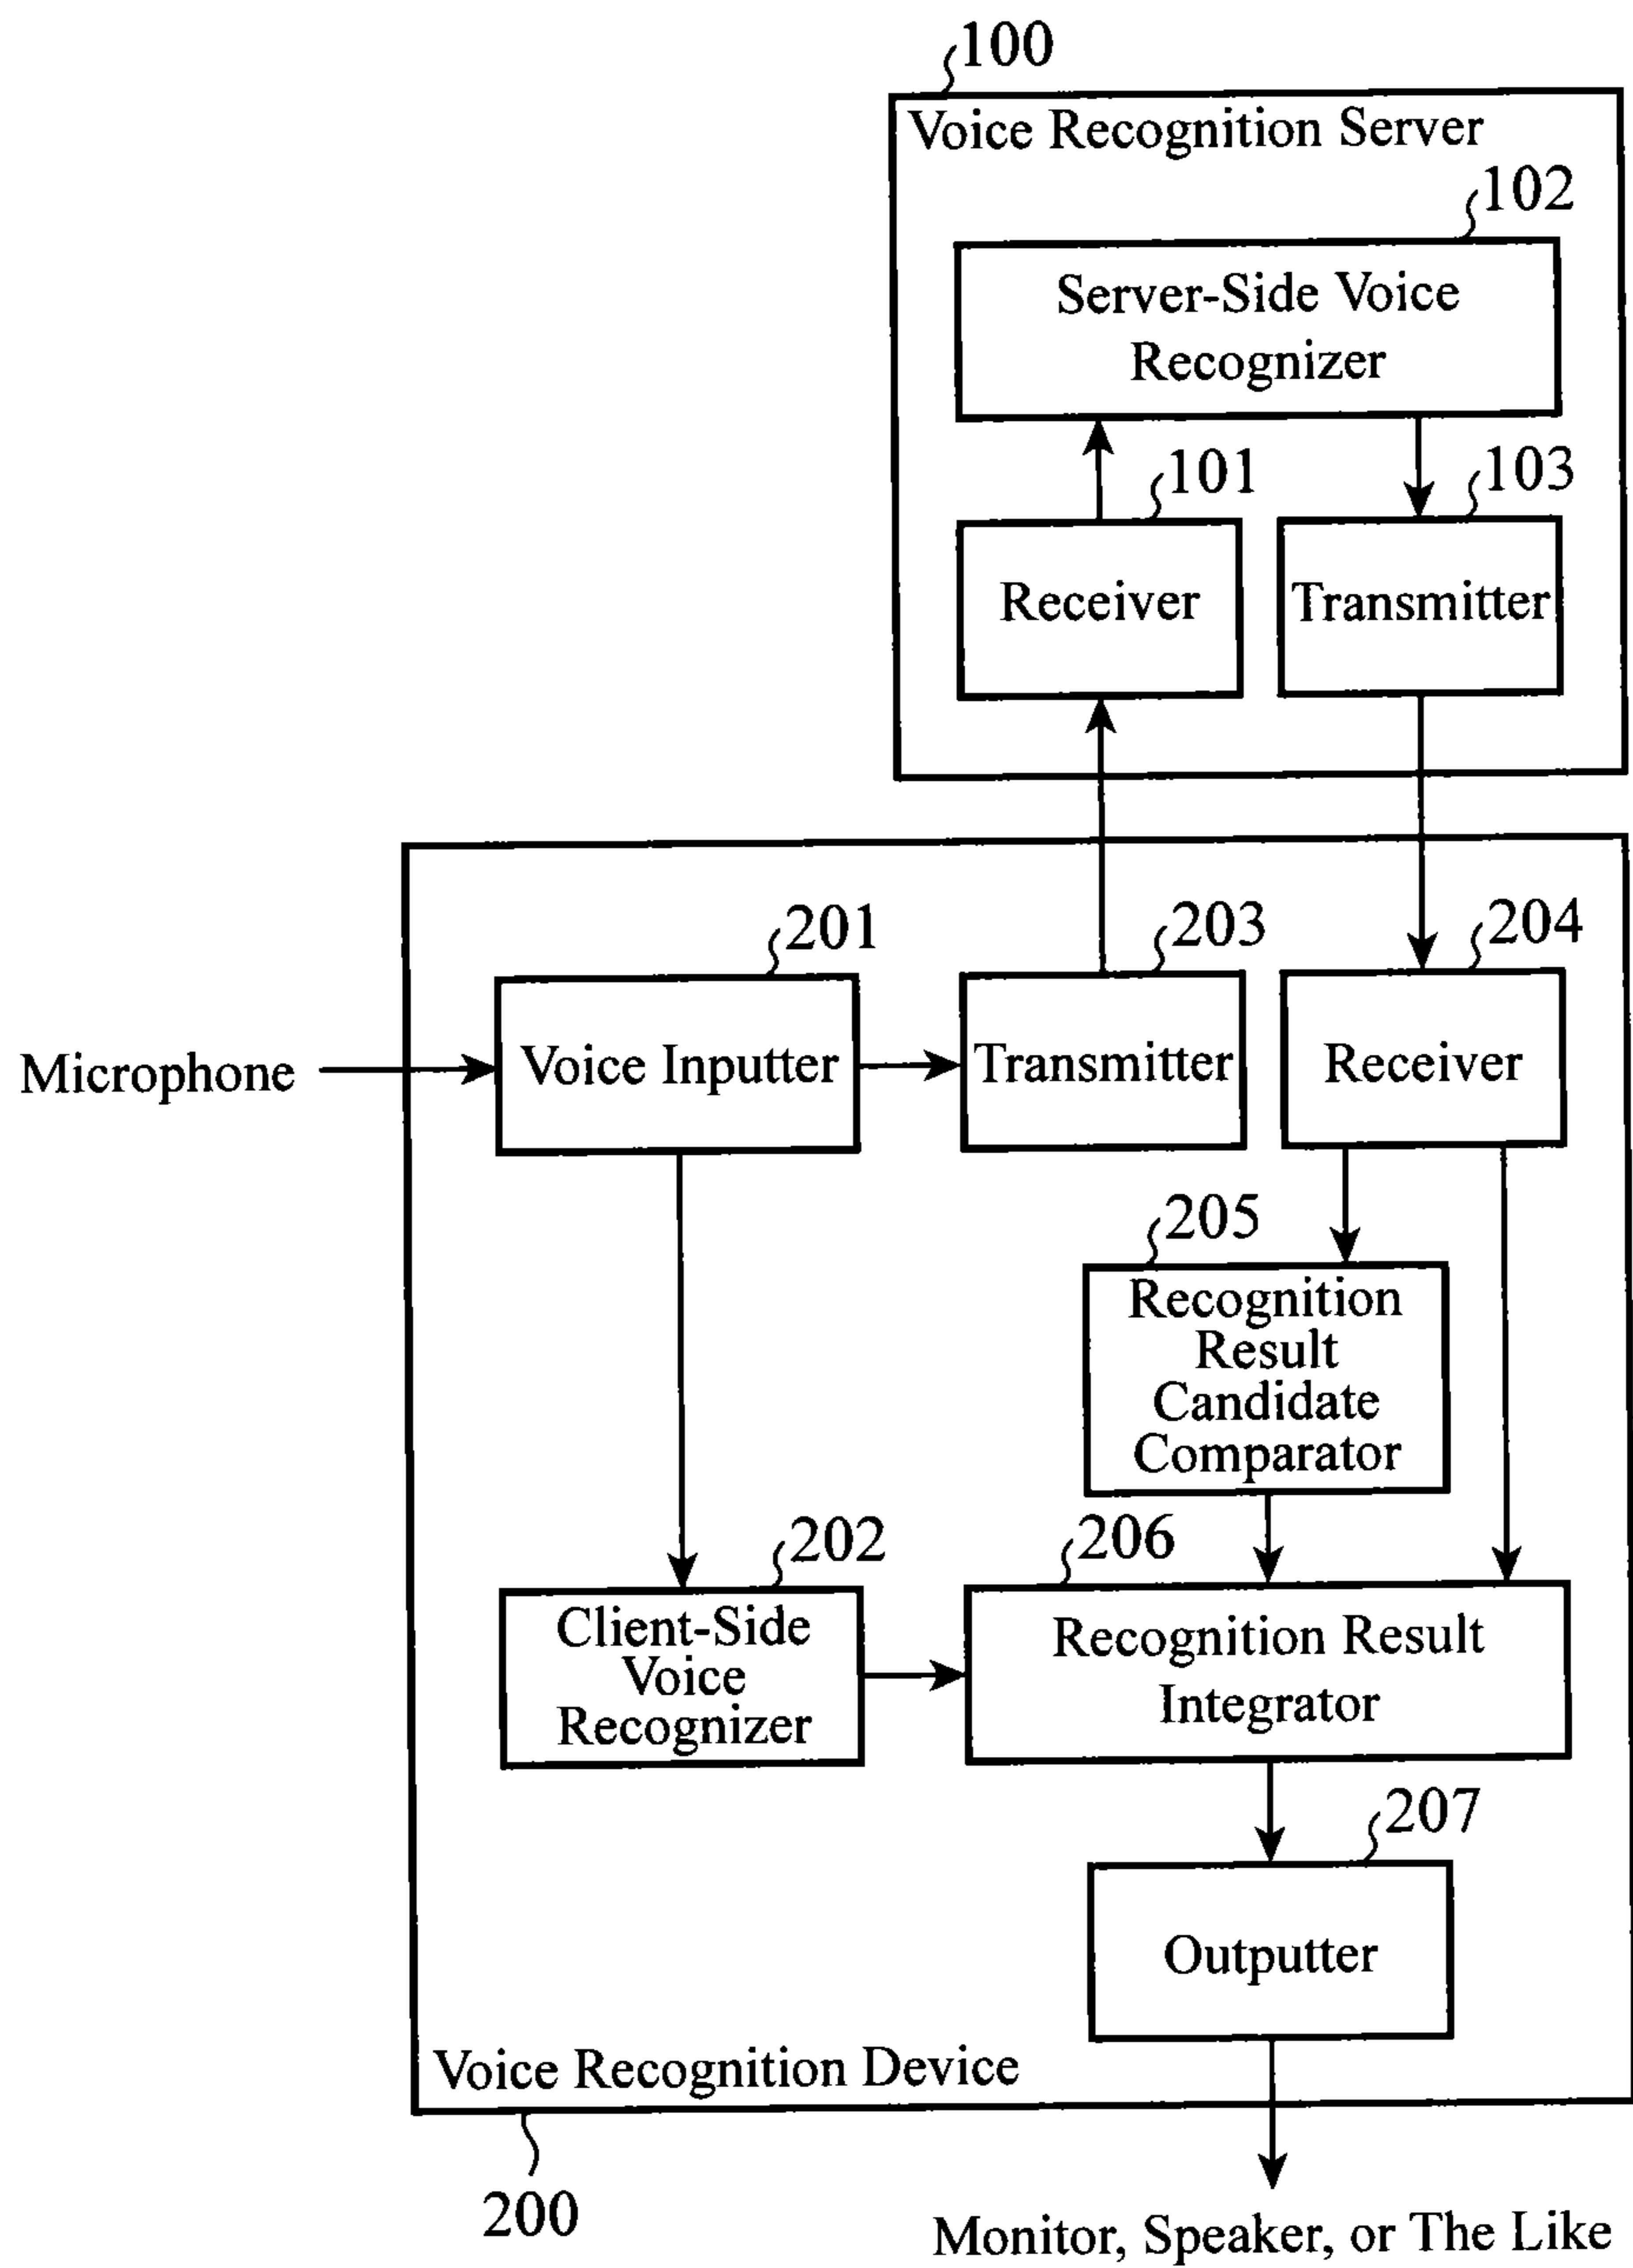 100
Voice Recognition Server
102
Server-Side Voice
Recognizer
101
103
Receiver
Transmitter
201
203
204
Microphone
Voice Inputter
Transmitter
Receiver
205
Recognition
Result
Candidate
Comparator
202
206
Client-Side
Voice
Recognizer
Recognition Result
Integrator
207
Outputter
Voice Recognition Device
200
Monitor, Speaker, or The Like